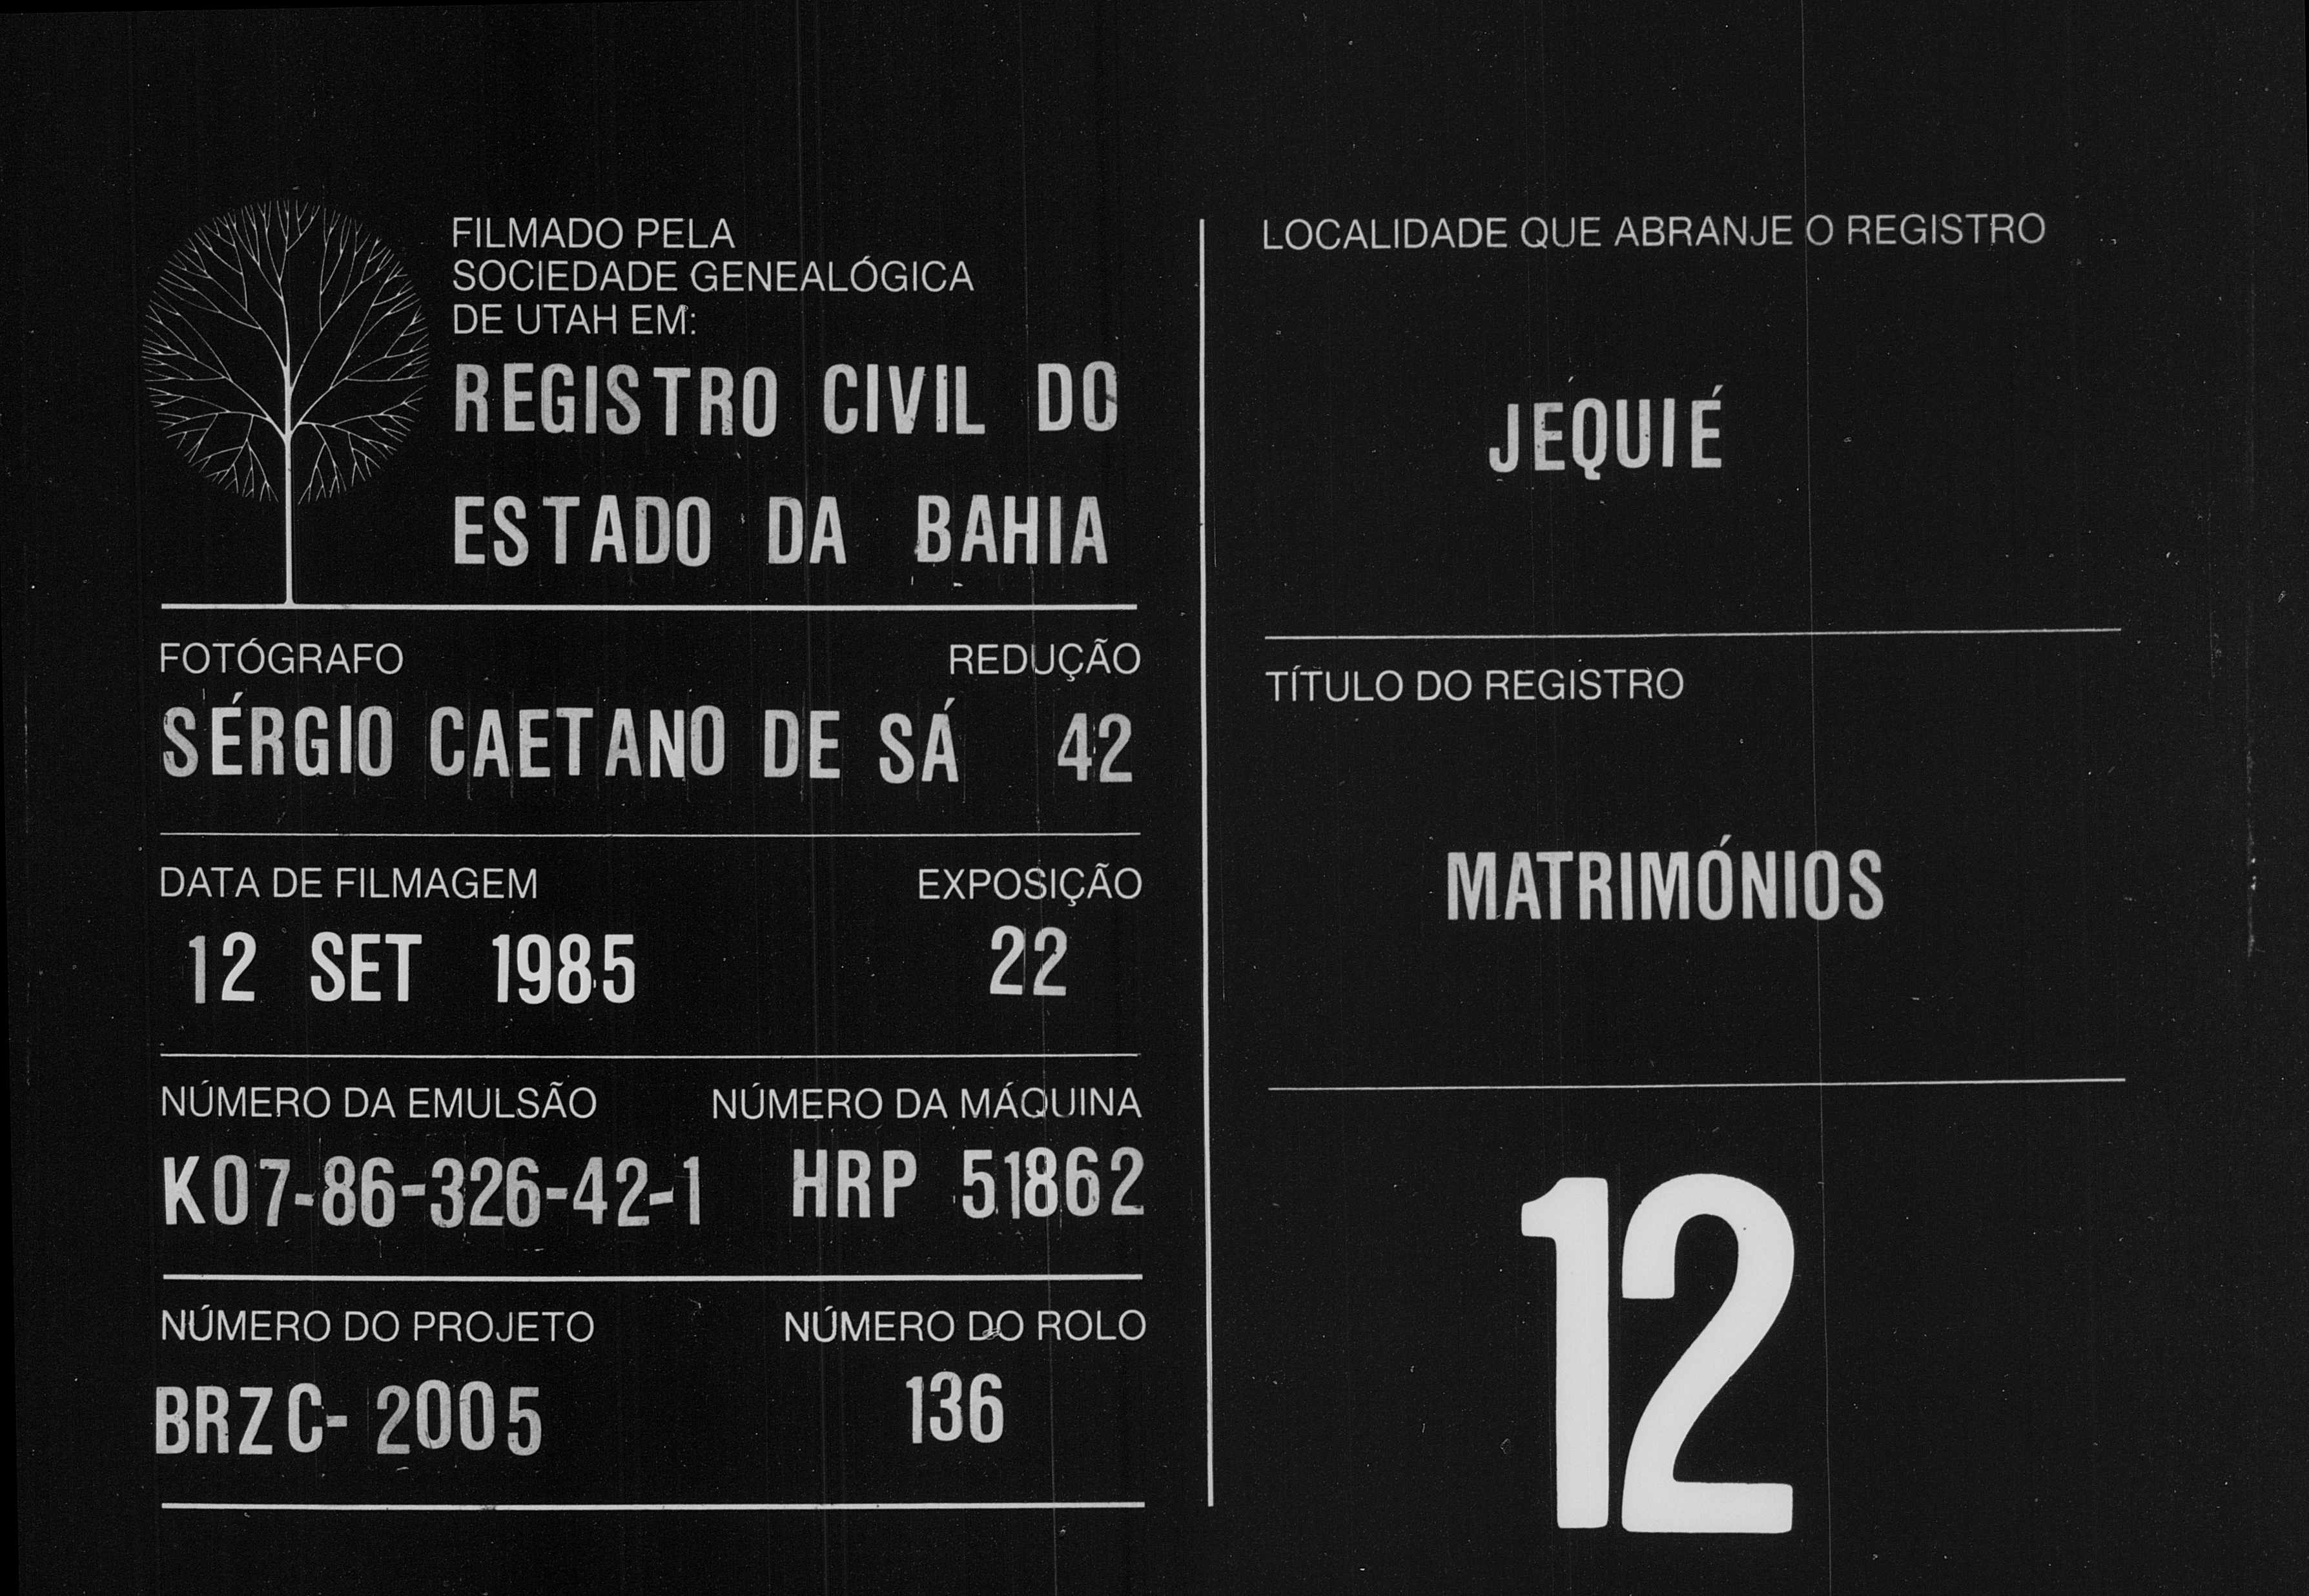 FILMADO PELA
SOCIEDADE GENEALÓGICA
DE UTAH EM:
REGISTRO CIVIL DO
ESTADO DA BAHIA
FOTÓGRAFO REDUÇÃO
SÉRGIO CAETANO DE SÁ 42
DATA DE FILMAGEM EXPOSIÇÃO
12 SET 1985 22
NÚMERO DA EMULSÃO NÚMERO DA MÁQUINA
K07-86-326-42-1 HRP 51862
NÚMERO DO PROJETO NÚMERO DO ROLO
BRZC-2005 136
LOCALIDADE QUE ABRANJE O REGISTRO
JEQUIÉ
TÍTULO DO REGISTRO
MATRIMÓNIOS
12